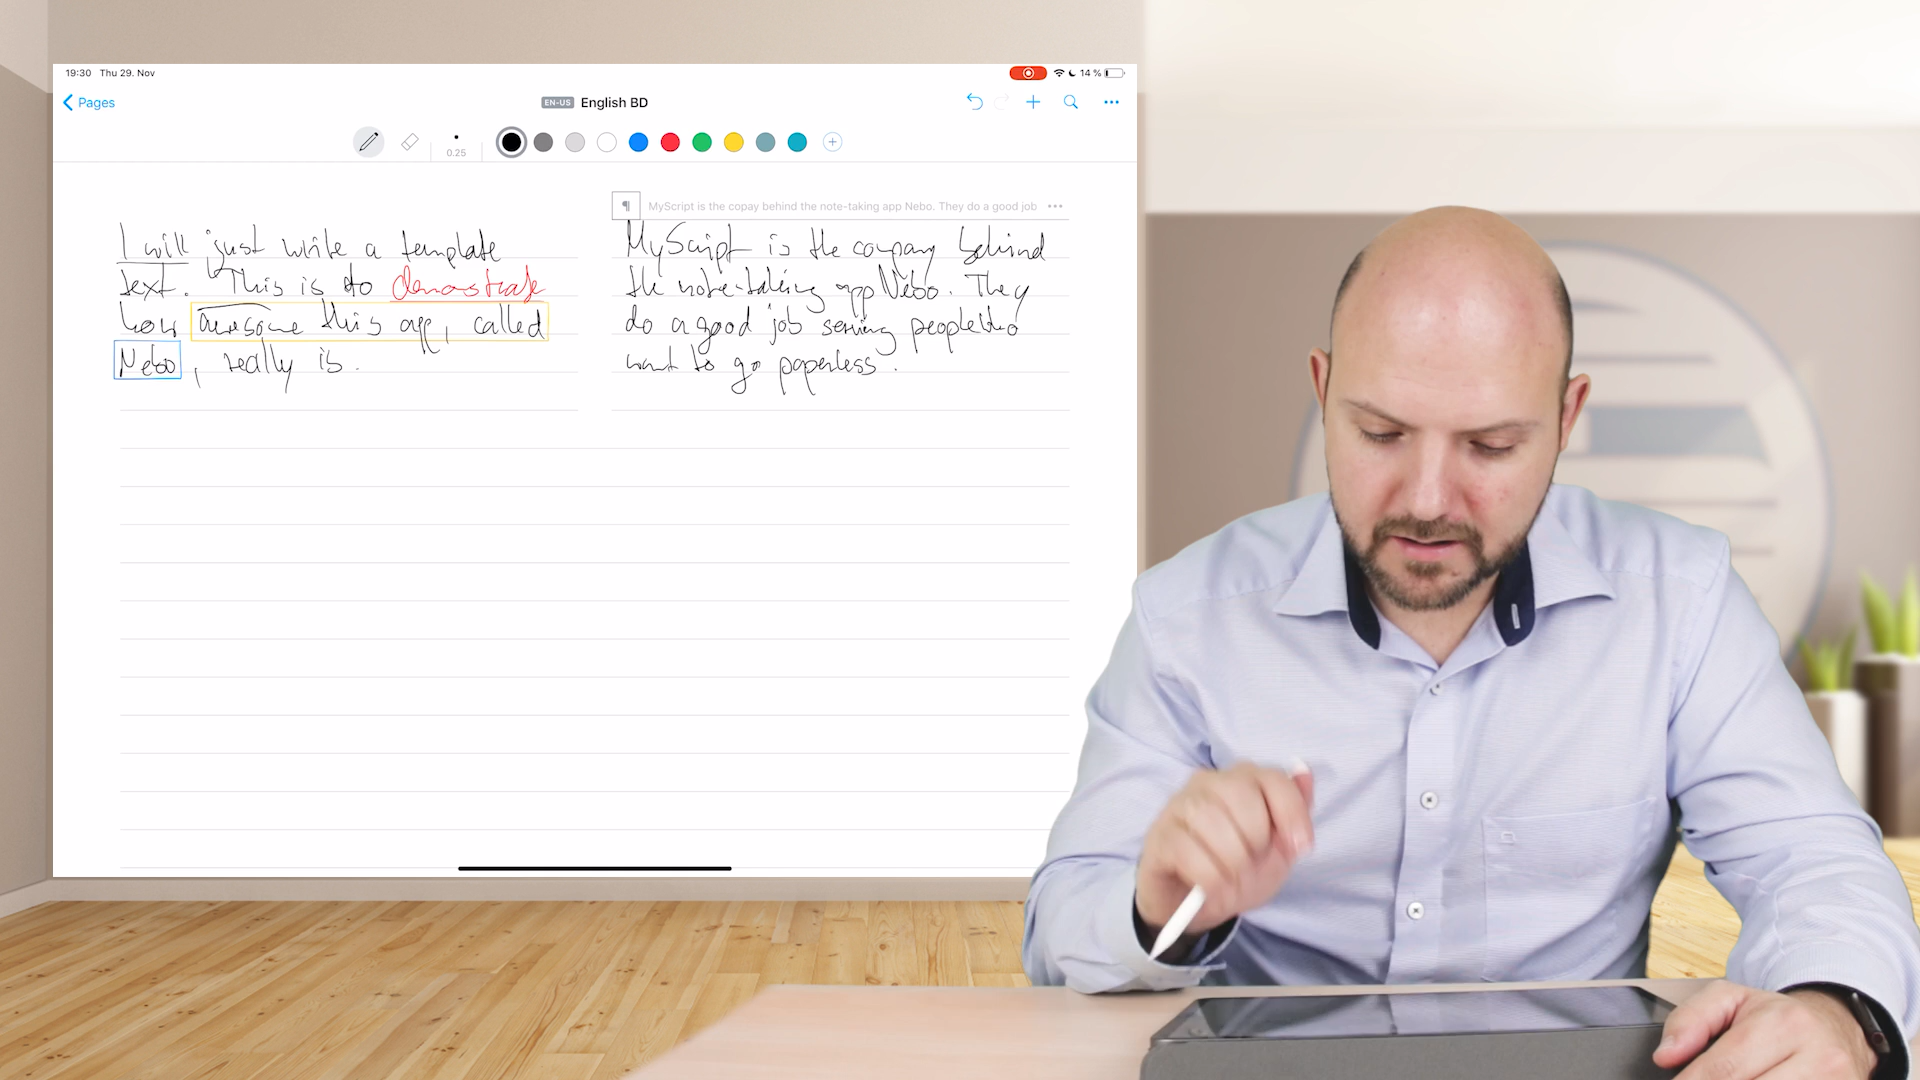 19:30 Thu 29. Nov
14 %
Pages
EN-US English BD
0.25
I will just write a template
text. This is to demonstrate
how awesome this app, called
Nebo, really is.
MyScript is the copay behind the note-taking app Nebo. They do a good job
MyScript is the company behind
the note-taking app Nebo. They
do a good job serving people who
want to go paperless.